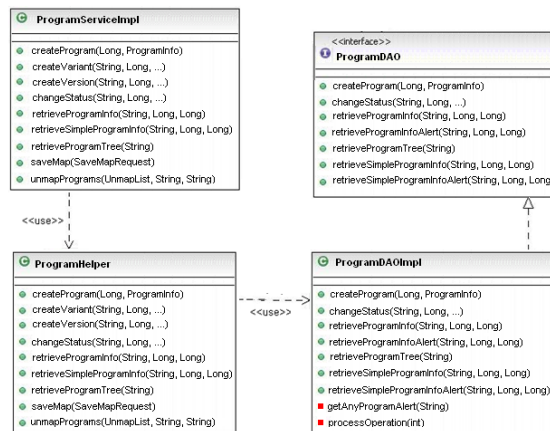 ProgramServiceImpl
createProgram(Long, ProgramInfo)
createVariant(String, Long, ...)
createVersion(String, Long, ...)
changeStatus(String, Long, ...)
retrieveProgramInfo(String, Long, Long)
retrieveSimpleProgramInfo(String, Long, Long)
retrieveProgramTree(String)
saveMap(SaveMapRequest)
unmapPrograms(UnmapList, String, String)
<<interface>>
ProgramDAO
createProgram(Long, ProgramInfo)
changeStatus(String, Long, ...)
retrieveProgramInfo(String, Long, Long)
retrieveProgramInfoAlert(String, Long, Long)
retrieveProgramTree(String)
retrieveSimpleProgramInfo(String, Long, Long)
retrieveSimpleProgramInfoAlert(String, Long, Long
<<use>>
ProgramHelper
createProgram(Long, ProgramInfo)
createVariant(String, Long, ...)
createVersion(String, Long, ...)
changeStatus(String, Long, ...)
retrieveProgramInfo(String, Long, Long)
retrieveSimpleProgramInfo(String, Long, Long)
retrieveProgramTree(String)
saveMap(SaveMapRequest)
unmapPrograms(UnmapList, String, String)
<<use>>
ProgramDAOImpl
createProgram(Long, ProgramInfo)
changeStatus(String, Long, ...)
retrieveProgramInfo(String, Long, Long)
retrieveProgramInfoAlert(String, Long, Long)
retrieveProgramTree(String)
retrieveSimpleProgramInfo(String, Long, Long)
retrieveSimpleProgramInfoAlert(String, Long, Long)
getAnyProgramAlert(String)
processOperation(int)